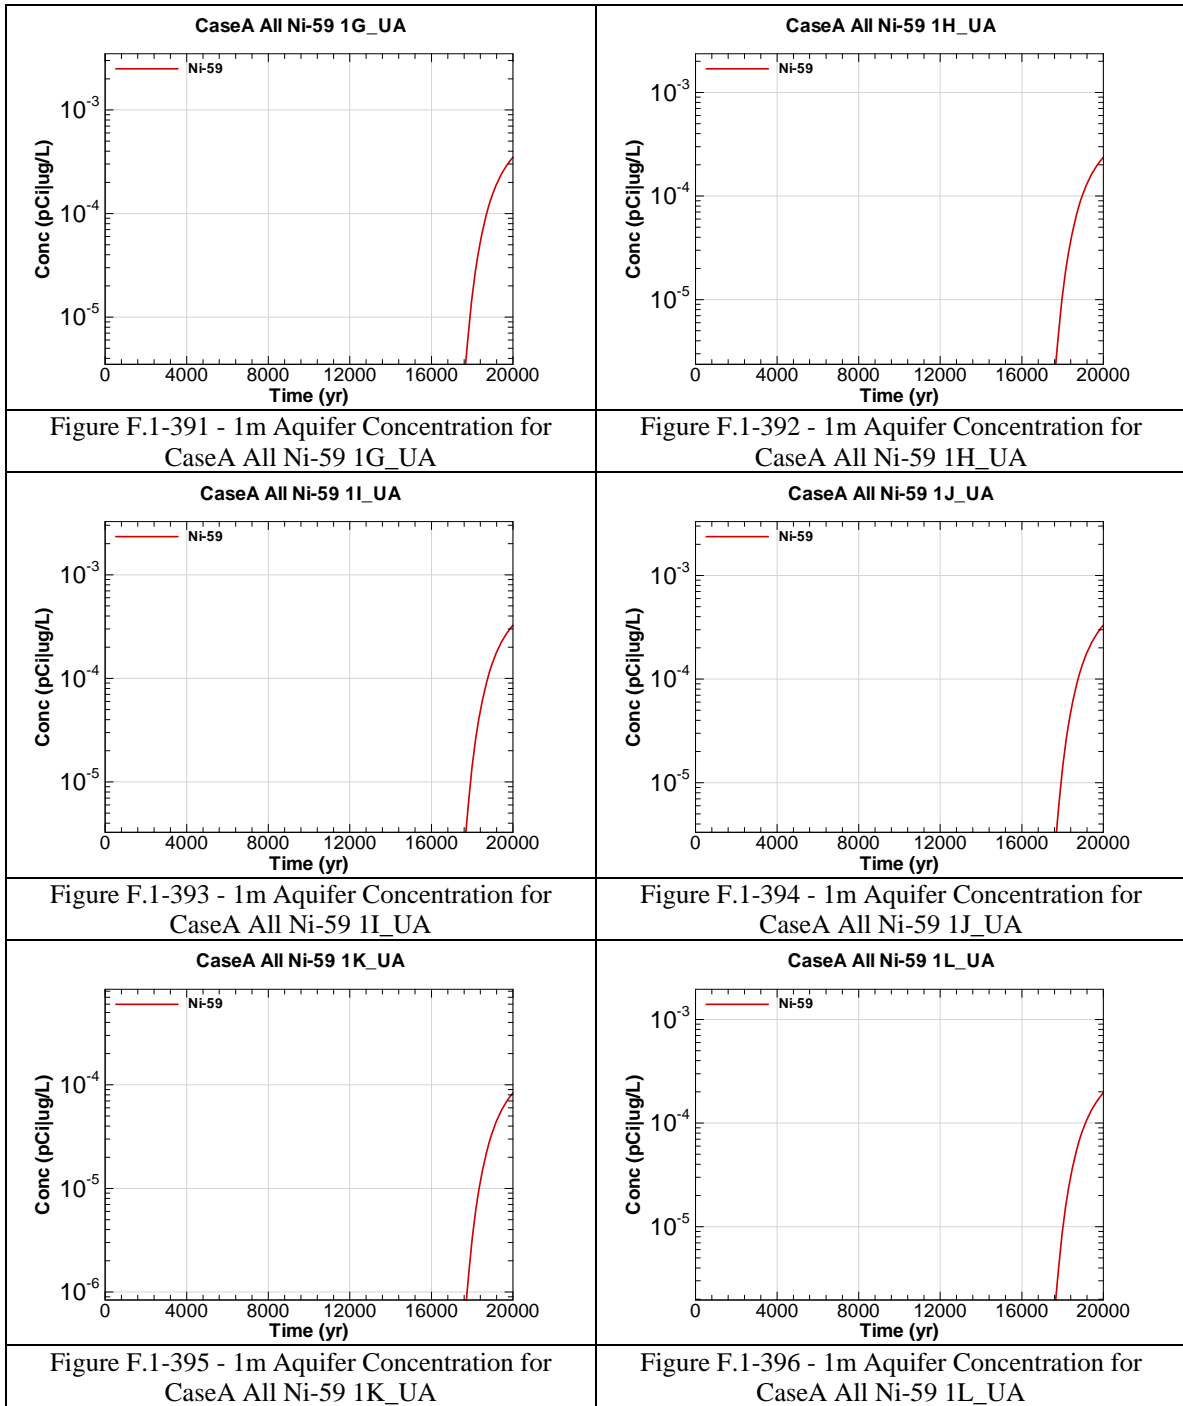 CaseA All Ni-59 1G_UA
Ni-59
10-3
10-4
10-5
Conc (pCi|ug/L)
0 4000 8000 12000 16000 20000
Time (yr)
Figure F.1-391 - 1m Aquifer Concentration for
CaseA All Ni-59 1G_UA
CaseA All Ni-59 1H_UA
Ni-59
10-3
10-4
10-5
Conc (pCi|ug/L)
0 4000 8000 12000 16000 20000
Time (yr)
Figure F.1-392 - 1m Aquifer Concentration for
CaseA All Ni-59 1H_UA
CaseA All Ni-59 1I_UA
Ni-59
10-3
10-4
10-5
Conc (pCi|ug/L)
0 4000 8000 12000 16000 20000
Time (yr)
Figure F.1-393 - 1m Aquifer Concentration for
CaseA All Ni-59 1I_UA
CaseA All Ni-59 1J_UA
Ni-59
10-3
10-4
10-5
Conc (pCi|ug/L)
0 4000 8000 12000 16000 20000
Time (yr)
Figure F.1-394 - 1m Aquifer Concentration for
CaseA All Ni-59 1J_UA
CaseA All Ni-59 1K_UA
Ni-59
10-4
10-5
10-6
Conc (pCi|ug/L)
0 4000 8000 12000 16000 20000
Time (yr)
Figure F.1-395 - 1m Aquifer Concentration for
CaseA All Ni-59 1K_UA
CaseA All Ni-59 1L_UA
Ni-59
10-3
10-4
10-5
Conc (pCi|ug/L)
0 4000 8000 12000 16000 20000
Time (yr)
Figure F.1-396 - 1m Aquifer Concentration for
CaseA All Ni-59 1L_UA